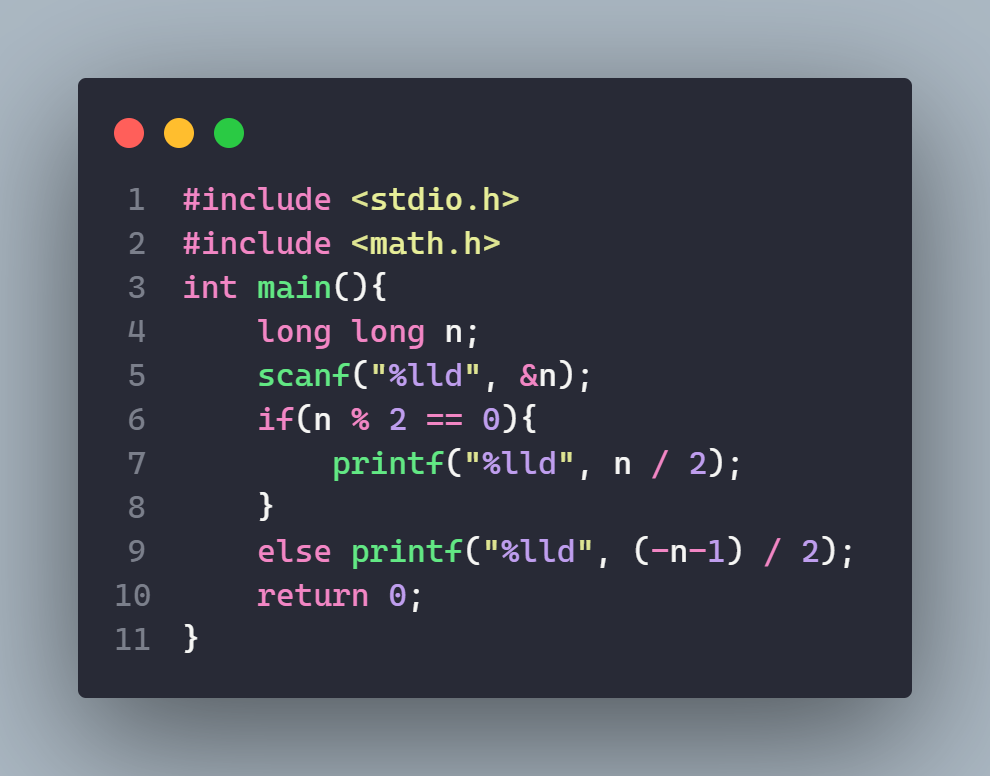 1 #include <stdio.h>
2 #include <math.h>
3 int main(){
4     long long n;
5     scanf("%lld", &n);
6     if(n % 2 == 0){
7         printf("%lld", n / 2);
8     }
9     else printf("%lld", (-n-1) / 2);
10     return 0;
11 }